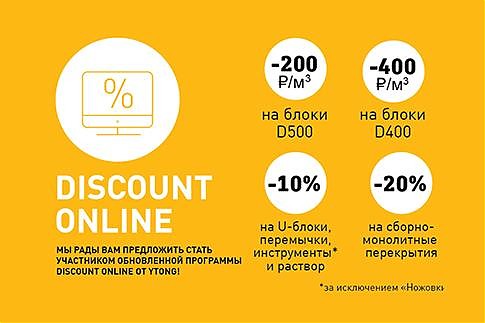 %
DISCOUNT
ONLINE
МЫ РАДЫ ВАМ ПРЕДЛОЖИТЬ СТАТЬ
УЧАСТНИКОМ ОБНОВЛЕННОЙ ПРОГРАММЫ
DISCOUNT ONLINE ОТ YTONG!
-200
₽/м³
на блоки
D500
-400
₽/м³
на блоки
D400
-10%
на U-блоки,
перемычки,
инструменты*
и раствор
-20%
на сборно-
монолитные
перекрытия
*за исключением «Ножовки